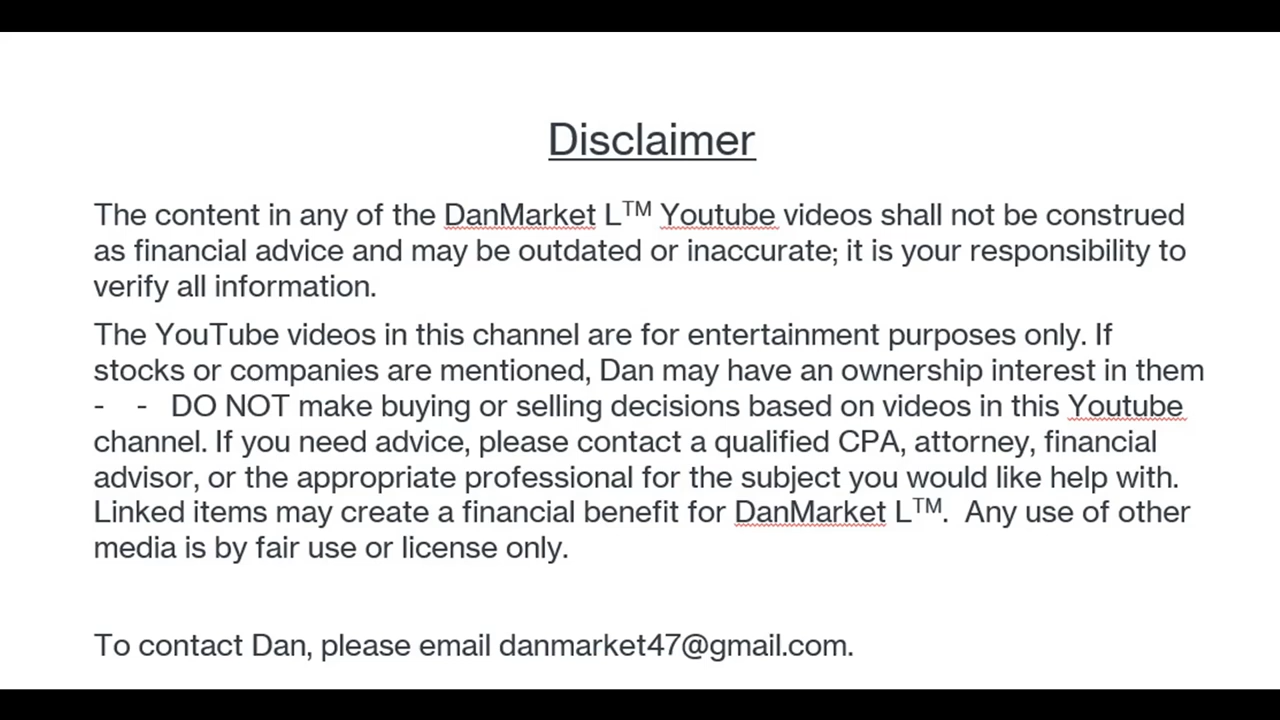 Disclaimer
The content in any of the DanMarket L™ Youtube videos shall not be construed
as financial advice and may be outdated or inaccurate; it is your responsibility to
verify all information.
The YouTube videos in this channel are for entertainment purposes only. If
stocks or companies are mentioned, Dan may have an ownership interest in them
- - DO NOT make buying or selling decisions based on videos in this Youtube
channel. If you need advice, please contact a qualified CPA, attorney, financial
advisor, or the appropriate professional for the subject you would like help with.
Linked items may create a financial benefit for DanMarket L™. Any use of other
media is by fair use or license only.
To contact Dan, please email danmarket47@gmail.com.